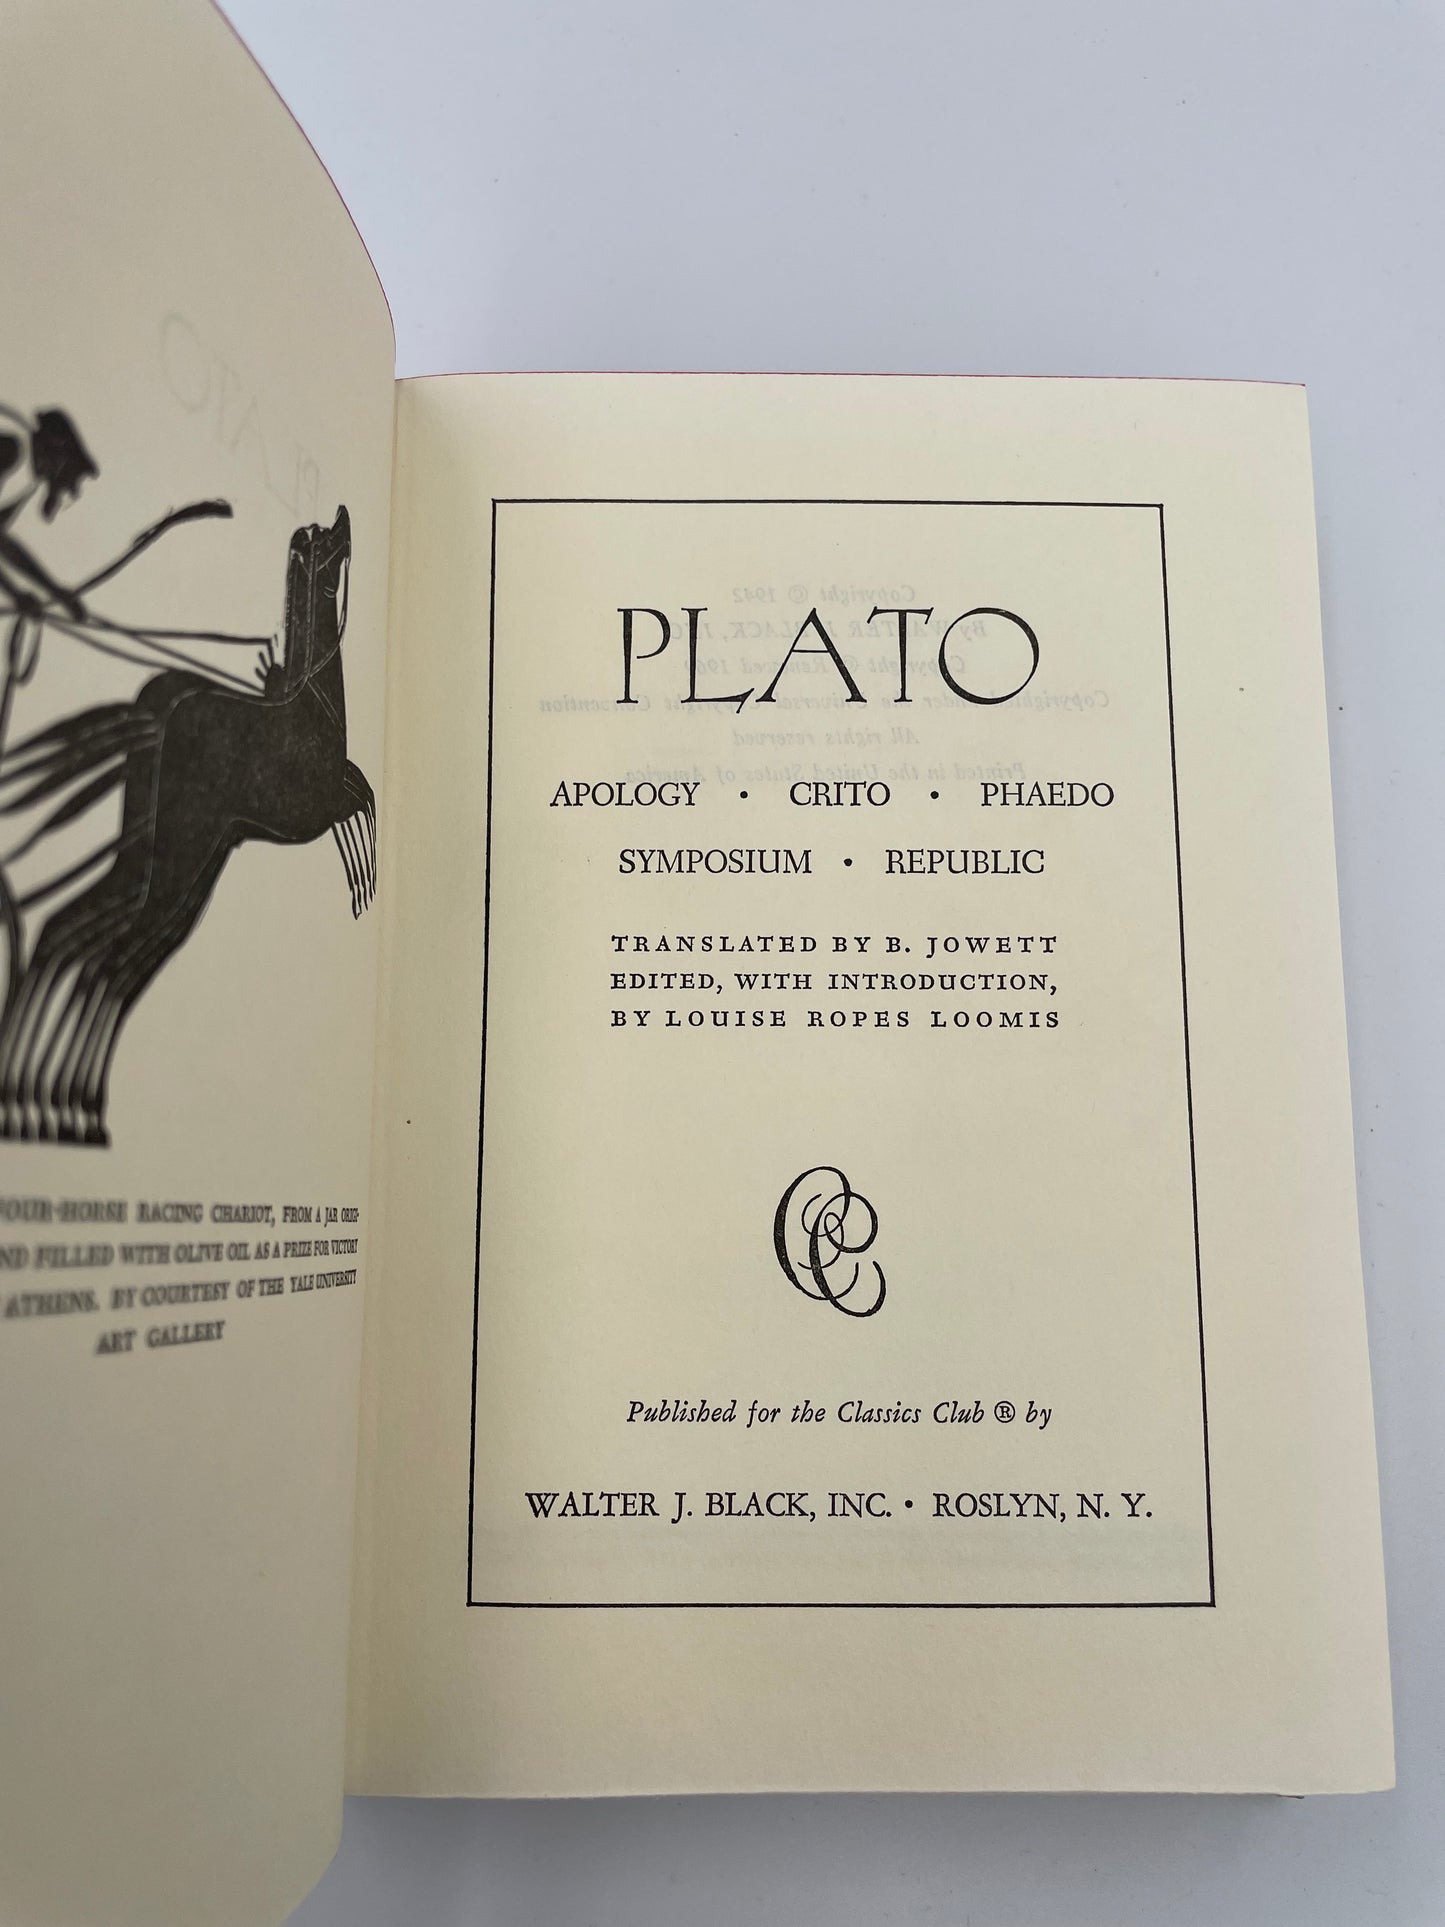 FOUR-HORSE RACING CHARIOT, FROM A JAR ORIGI-
ND FILLED WITH OLIVE OIL AS A PRIZE FOR VICTORY
ATHENS. BY COURTESY OF THE YALE UNIVERSITY
ART GALLERY
PLATO
APOLOGY • CRITO • PHAEDO
SYMPOSIUM • REPUBLIC
TRANSLATED BY B. JOWETT
EDITED, WITH INTRODUCTION,
BY LOUISE ROPES LOOMIS
CC
Published for the Classics Club ® by
WALTER J. BLACK, INC. • ROSLYN, N. Y.